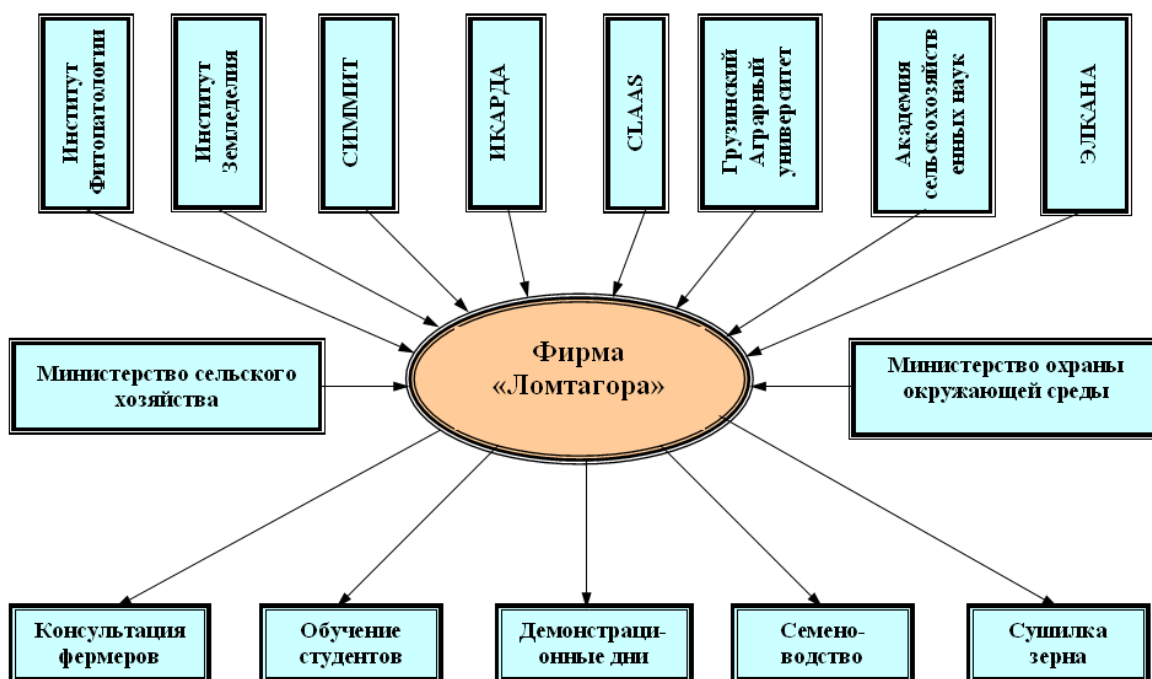 Институт
Фитопатологии
Институт
Земледелия
СИММИТ
ИКАРДА
CLAAS
Грузинский
Аграрный
университет
Академия
сельскохозяйств
енных наук
ЭЛКАНА
Министерство сельского
хозяйства
Фирма
«Ломтагора»
Министерство охраны
окружающей среды
Консультация
фермеров
Обучение
студентов
Демонстраци-
онные дни
Семено-
водство
Сушилка
зерна